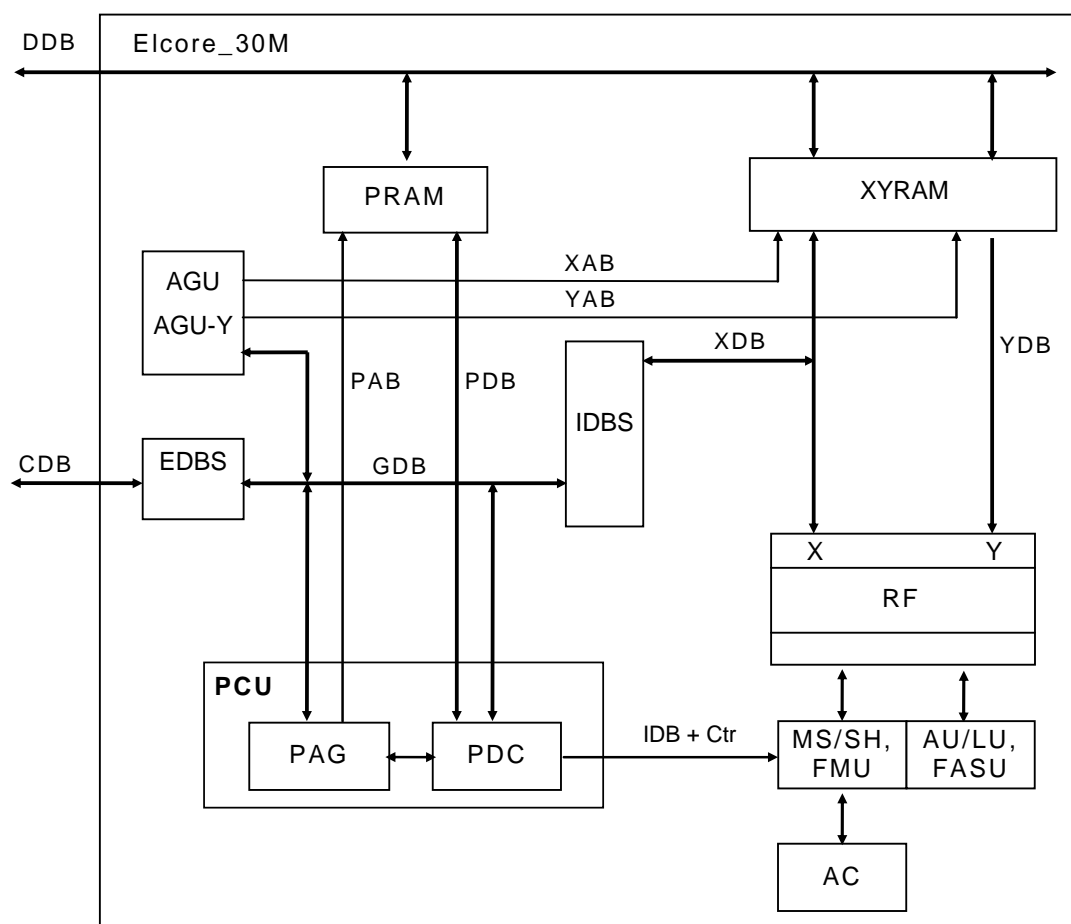 DDB
Elcore_30M
PRAM
XYRAM
AGU
AGU-Y
XAB
YAB
XDB
YDB
PAB
PDB
IDBS
CDB
EDBS
GDB
X
Y
RF
PCU
PAG
PDC
IDB + Ctr
MS/SH,
FMU
AU/LU,
FASU
AC